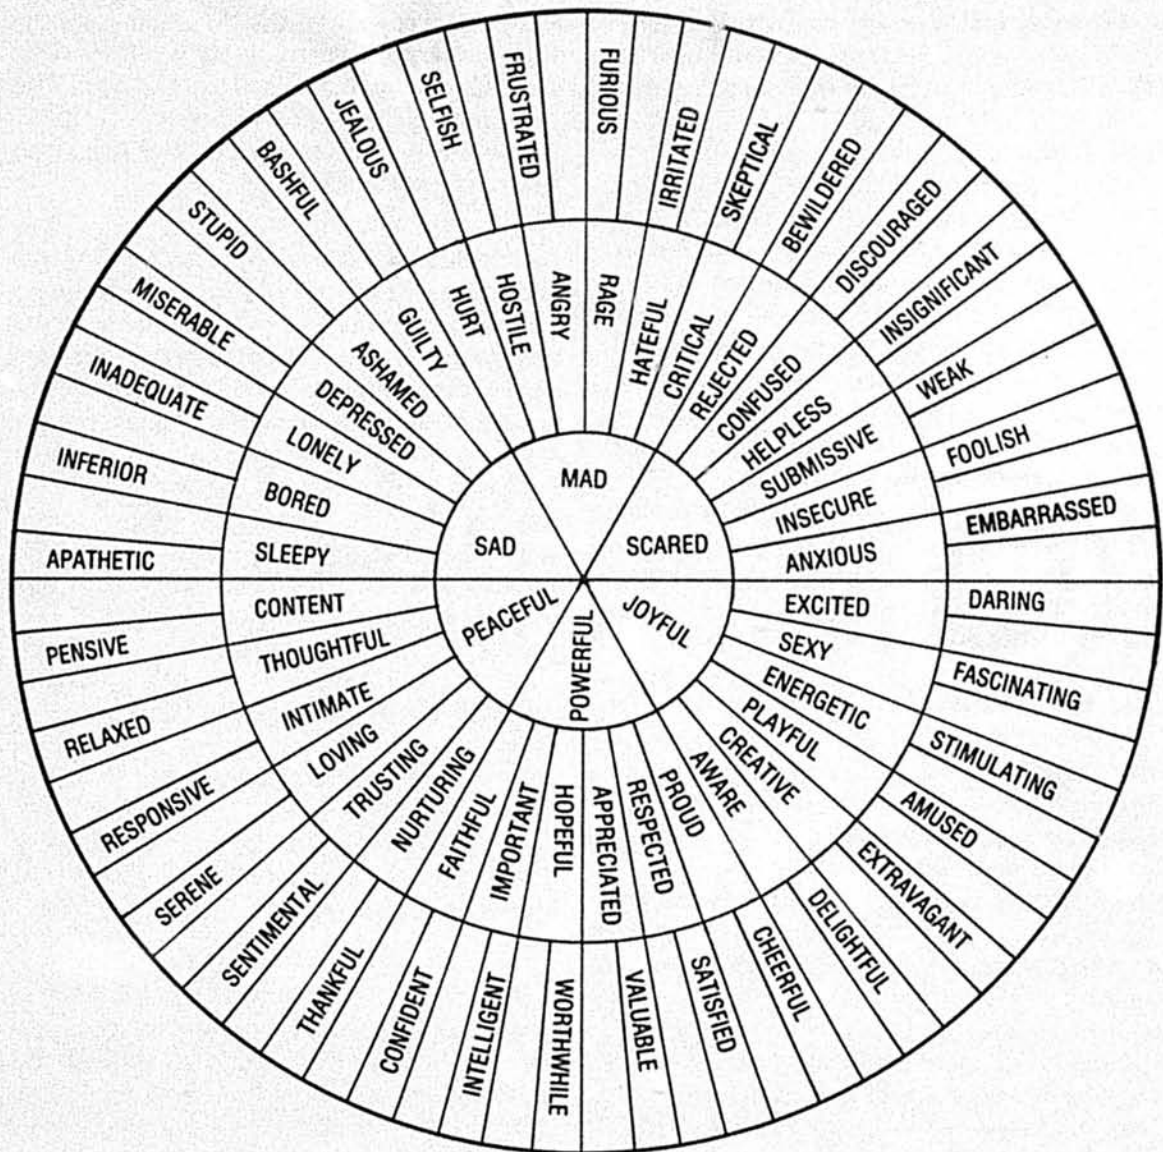 MAD
SCARED
JOYFUL
POWERFUL
PEACEFUL
SAD
HURT
HOSTILE
ANGRY
RAGE
HATEFUL
CRITICAL
REJECTED
CONFUSED
HELPLESS
SUBMISSIVE
INSECURE
ANXIOUS
EXCITED
SEXY
ENERGETIC
PLAYFUL
CREATIVE
AWARE
PROUD
RESPECTED
APPRECIATED
HOPEFUL
IMPORTANT
FAITHFUL
NURTURING
TRUSTING
LOVING
INTIMATE
THOUGHTFUL
CONTENT
SLEEPY
BORED
LONELY
DEPRESSED
ASHAMED
GUILTY
JEALOUS
SELFISH
FRUSTRATED
FURIOUS
IRRITATED
SKEPTICAL
BEWILDERED
DISCOURAGED
INSIGNIFICANT
WEAK
FOOLISH
EMBARRASSED
DARING
FASCINATING
STIMULATING
AMUSED
EXTRAVAGANT
DELIGHTFUL
CHEERFUL
SATISFIED
VALUABLE
WORTHWHILE
INTELLIGENT
CONFIDENT
THANKFUL
SENTIMENTAL
SERENE
RESPONSIVE
RELAXED
PENSIVE
APATHETIC
INFERIOR
INADEQUATE
MISERABLE
STUPID
BASHFUL